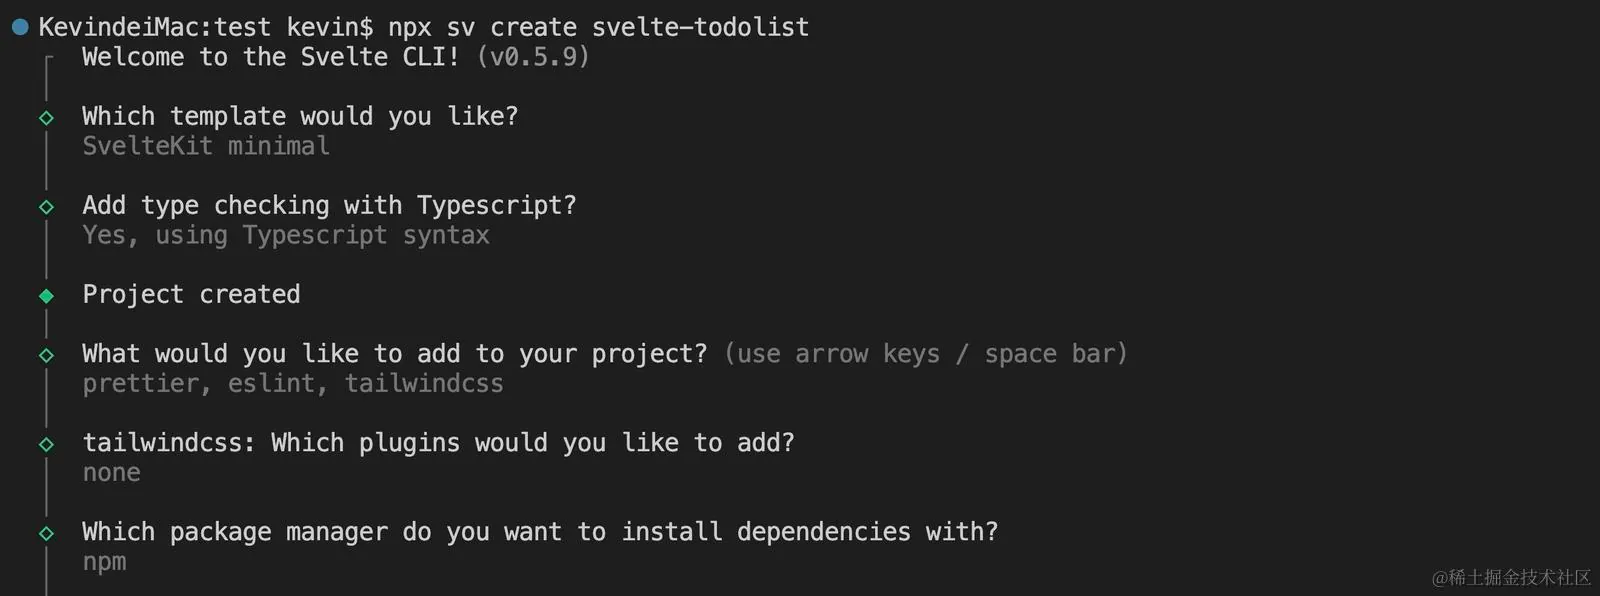 KevindeiMac:test kevin$ npx sv create svelte-todolist
Welcome to the Svelte CLI! (v0.5.9)
Which template would you like?
SvelteKit minimal
Add type checking with Typescript?
Yes, using Typescript syntax
Project created
What would you like to add to your project? (use arrow keys / space bar)
prettier, eslint, tailwindcss
tailwindcss: Which plugins would you like to add?
none
Which package manager do you want to install dependencies with?
npm
@稀土掘金技术社区